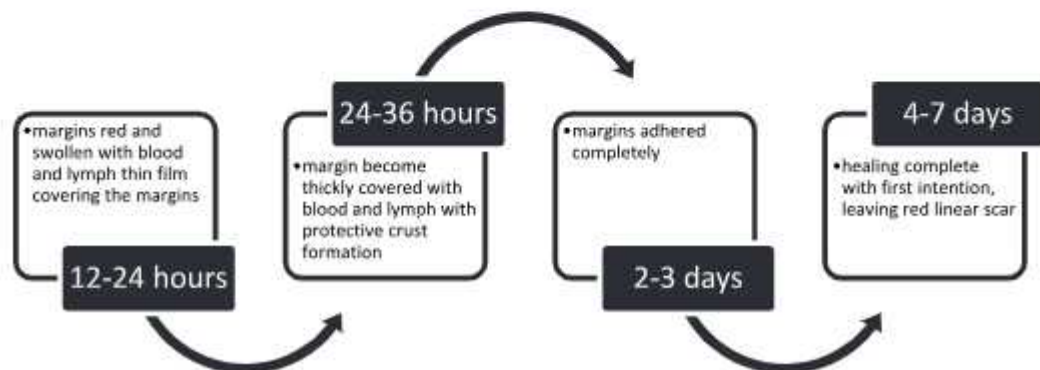 •margins red and
swollen with blood
and lymph thin film
covering the margins
12-24 hours
24-36 hours
•margin become
thickly covered with
blood and lymph with
protective crust
formation
•margins adhered
completely
2-3 days
4-7 days
•healing complete
with first intention,
leaving red linear scar